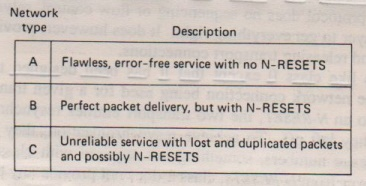 Network
type
Description
A
Flawless, error-free service with no N-RESETS
B
Perfect packet delivery, but with N-RESETS
C
Unreliable service with lost and duplicated packets
and possibly N-RESETS